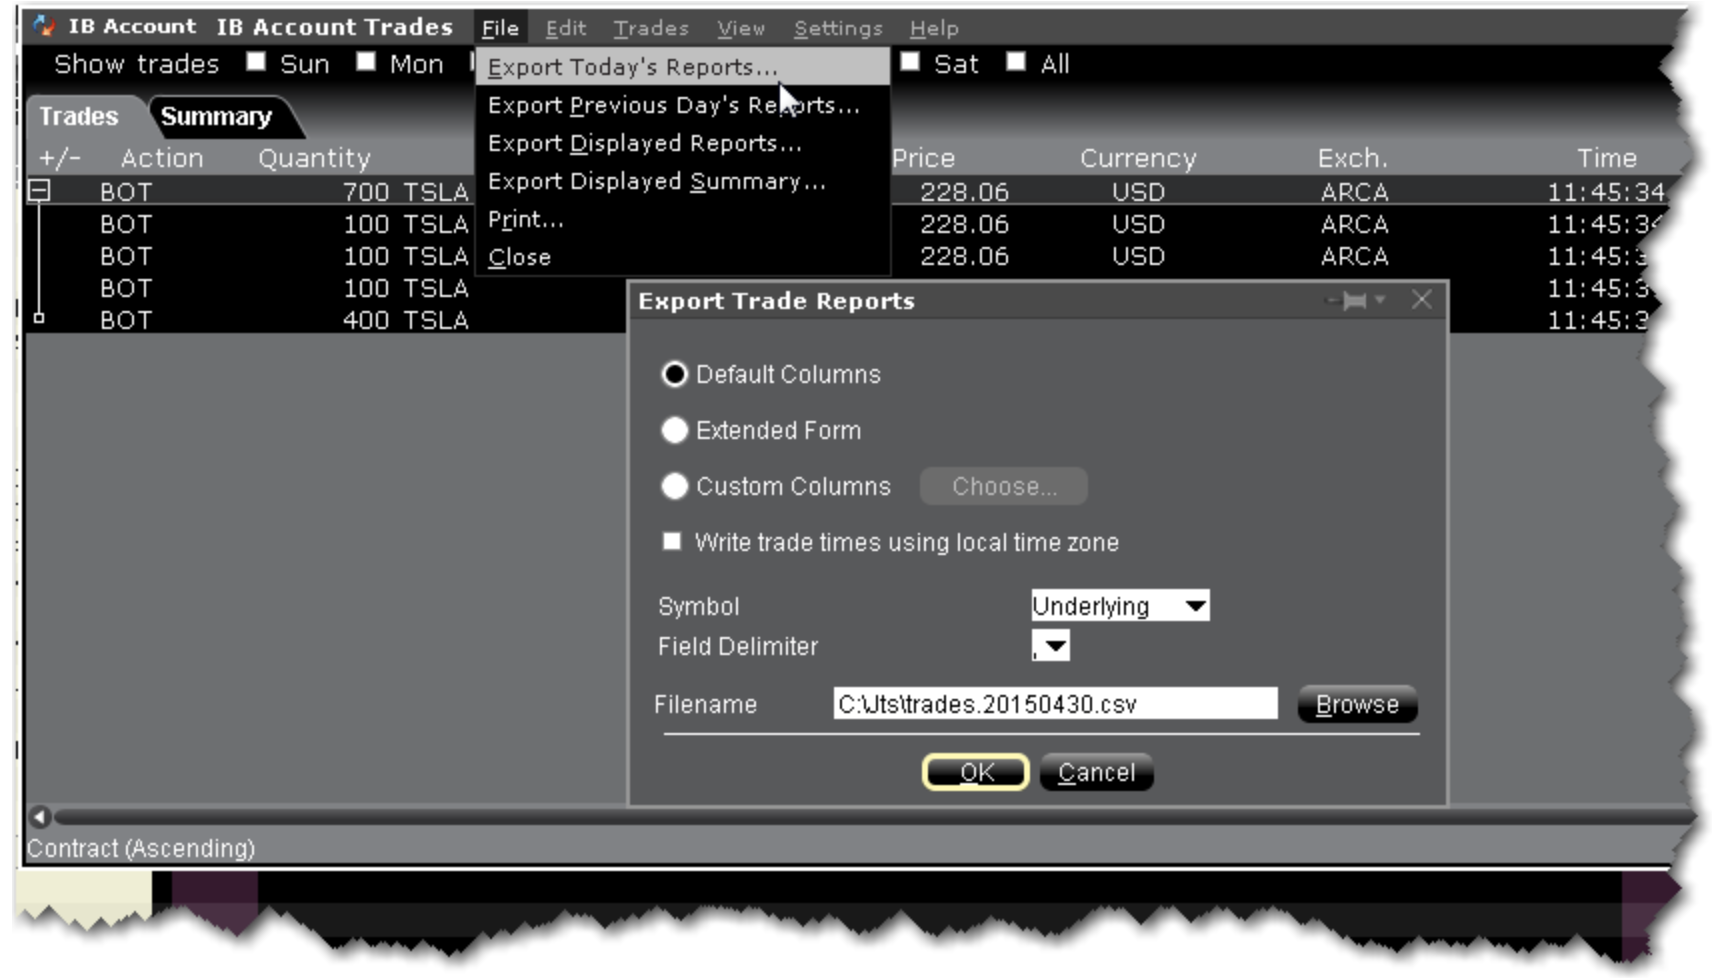 IB Account IB Account Trades File Edit Trades View Settings Help
Show trades Sun Mon Sat All
Export Today's Reports...
Export Previous Day's Reports...
Export Displayed Reports...
Export Displayed Summary...
Print...
Close
Trades Summary
+/- Action Quantity Price Currency Exch. Time
BOT 700 TSLA 228.06 USD ARCA 11:45:34
BOT 100 TSLA 228.06 USD ARCA 11:45:34
BOT 100 TSLA 228.06 USD ARCA 11:45:3
BOT 100 TSLA 11:45:3
BOT 400 TSLA 11:45:3
Export Trade Reports
Default Columns
Extended Form
Custom Columns Choose...
Write trade times using local time zone
Symbol Underlying
Field Delimiter ,
Filename C:\Jts\trades.20150430.csv Browse
OK Cancel
Contract (Ascending)